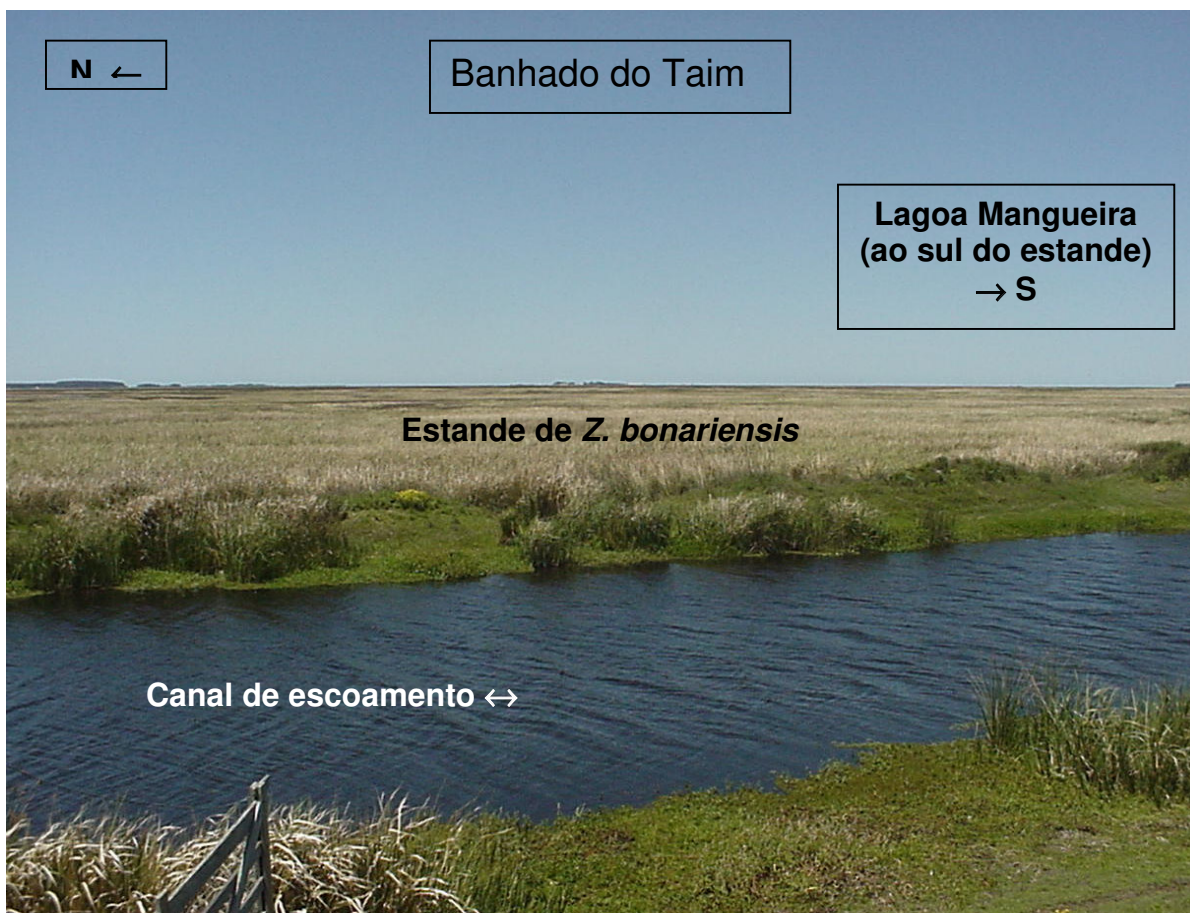 N ←
Banhado do Taim
Lagoa Mangueira
(ao sul do estande)
→ S
Estande de Z. bonariensis
Canal de escoamento ↔